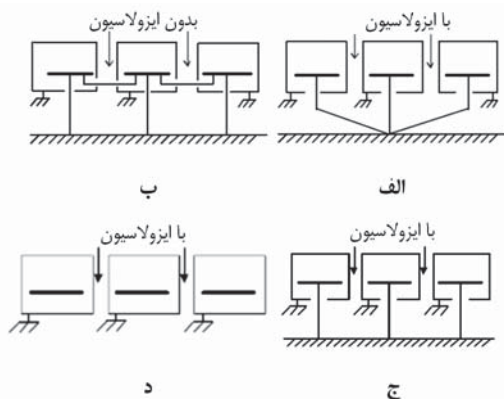 با ایزولاسیون
بدون ایزولاسیون
الف
ب
با ایزولاسیون
با ایزولاسیون
ج
د